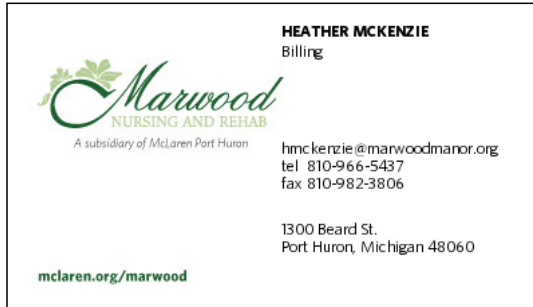 HEATHER MCKENZIE
Billing
Marwood
NURSING AND REHAB
A subsidiary of McLaren Port Huron
hmckenzie@marwoodmanor.org
tel 810-966-5437
fax 810-982-3806
1300 Beard St.
Port Huron, Michigan 48060
mclaren.org/marwood